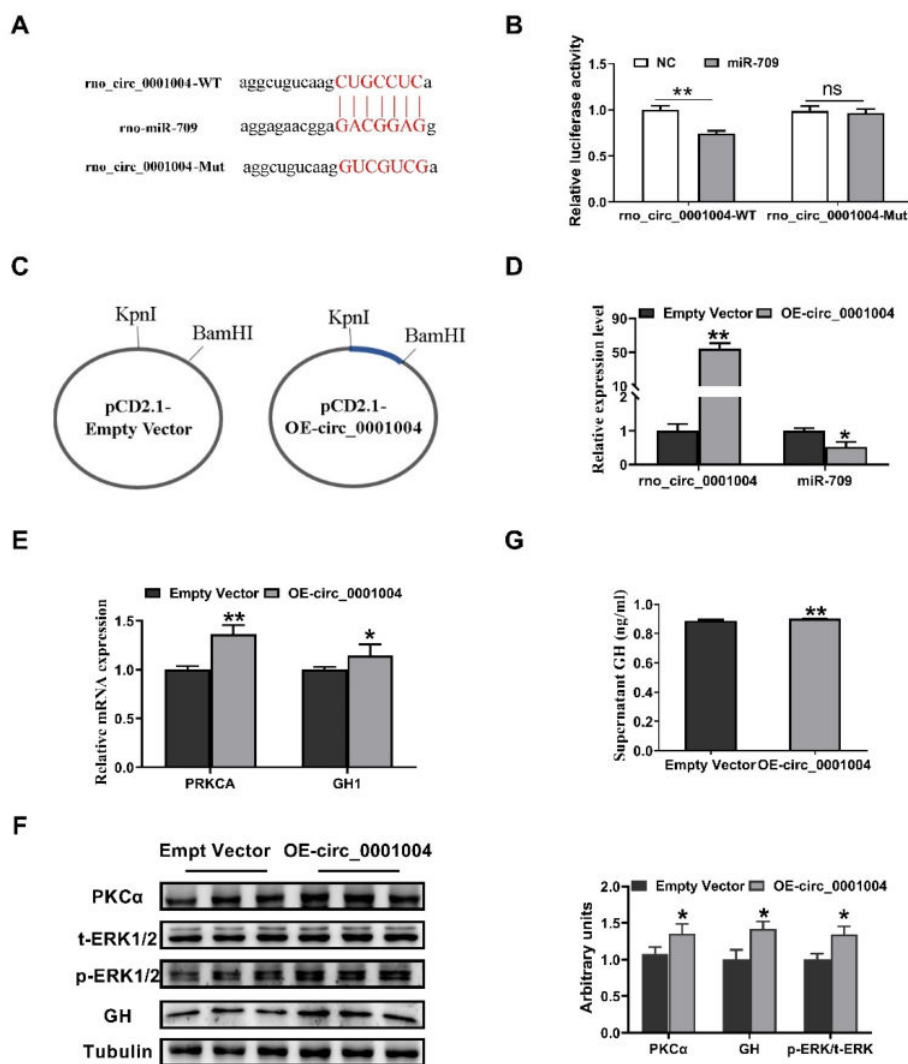 A
rno_circ_0001004-WT aggcugucaagCUGCCUCa
rno-miR-709 aggagaacggaGACGGAGg
rno_circ_0001004-Mut aggcugucaagGUCGUCGa
B
NC miR-709
Relative luciferase activity
1.5
1.0
0.5
0.0
** ns
rno_circ_0001004-WT rno_circ_0001004-Mut
C
KpnI
BamHI
pCD2.1-
Empty Vector
KpnI
BamHI
pCD2.1-
OE-circ_0001004
D
Empty Vector OE-circ_0001004
Relative expression level
90
50
10
2
1
0
** *
rno_circ_0001004 miR-709
E
Empty Vector OE-circ_0001004
Relative mRNA expression
1.5
1.0
0.5
0.0
** *
PRKCA GH1
G
Supernatant GH (ng/ml)
1.0
0.8
0.6
0.4
0.2
0.0
**
Empty Vector OE-circ_0001004
F
Empt Vector OE-circ_0001004
PKCα
t-ERK1/2
p-ERK1/2
GH
Tubulin
Empty Vector OE-circ_0001004
Arbitrary units
2.0
1.5
1.0
0.5
0.0
* * *
PKCα GH p-ERK/t-ERK